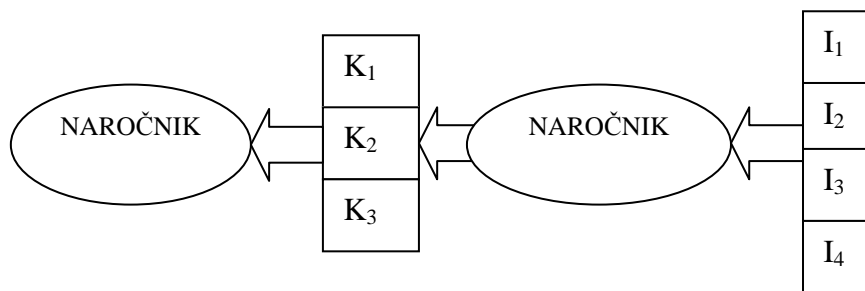 NAROČNIK
K₁
K₂
K₃
NAROČNIK
I₁
I₂
I₃
I₄